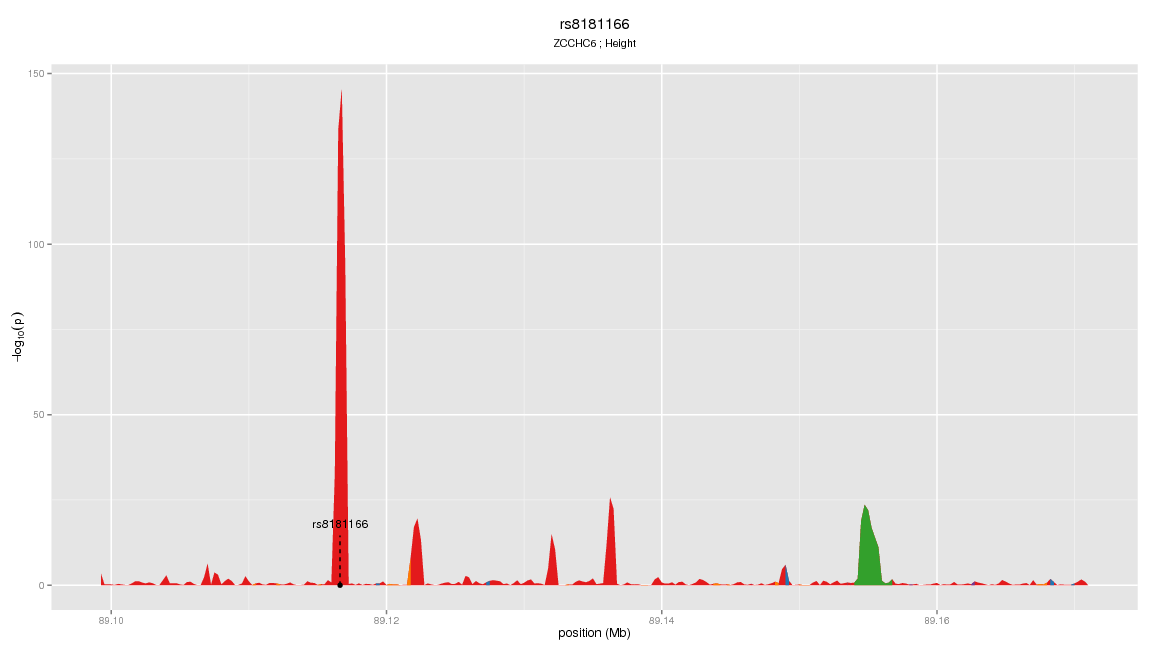 rs8181166
ZCCHC6 ; Height
150
100
50
0
−log10(p)
rs8181166
89.10
89.12
89.14
89.16
position (Mb)